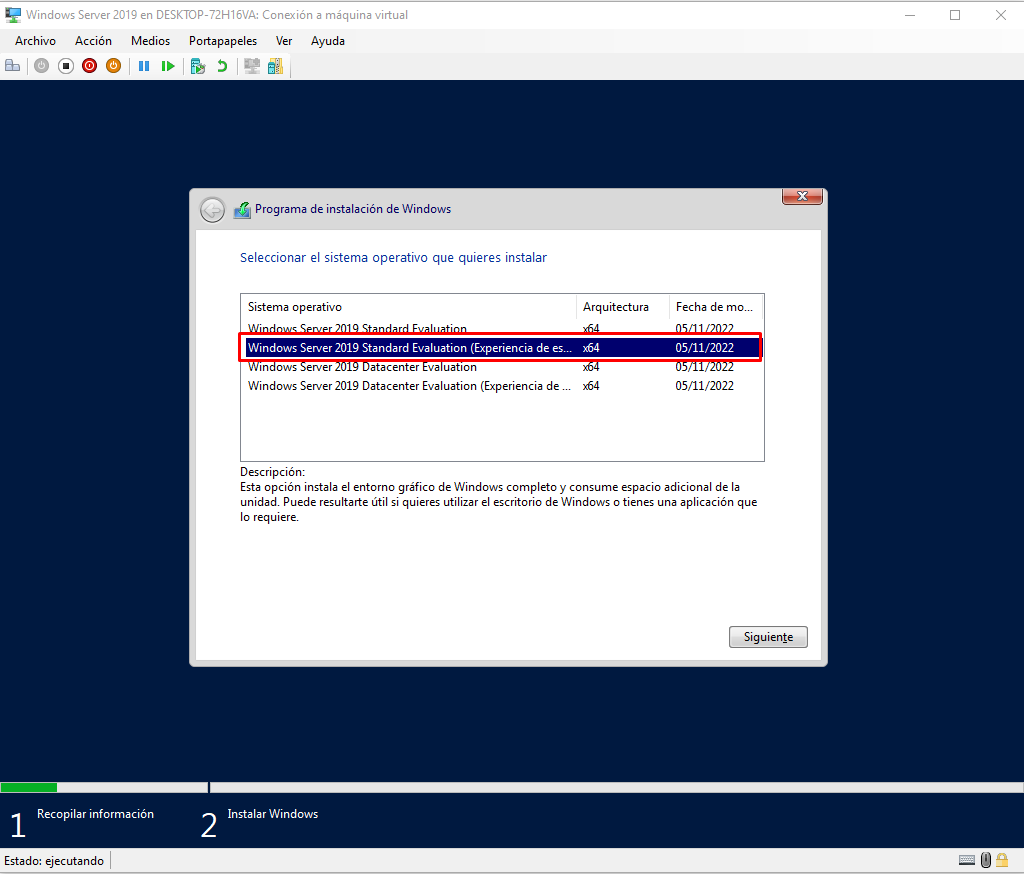 Windows Server 2019 en DESKTOP-72H16VA: Conexión a máquina virtual
Archivo Acción Medios Portapapeles Ver Ayuda
Programa de instalación de Windows
Seleccionar el sistema operativo que quieres instalar
Sistema operativo Arquitectura Fecha de mo...
Windows Server 2019 Standard Evaluation x64 05/11/2022
Windows Server 2019 Standard Evaluation (Experiencia de es... x64 05/11/2022
Windows Server 2019 Datacenter Evaluation x64 05/11/2022
Windows Server 2019 Datacenter Evaluation (Experiencia de ... x64 05/11/2022
Descripción:
Esta opción instala el entorno gráfico de Windows completo y consume espacio adicional de la
unidad. Puede resultarte útil si quieres utilizar el escritorio de Windows o tienes una aplicación que
lo requiere.
Siguiente
1 Recopilar información 2 Instalar Windows
Estado: ejecutando